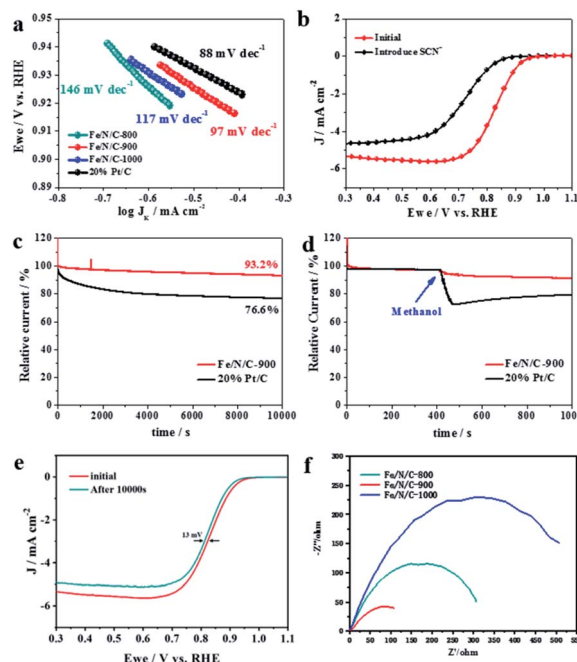 a
Ewe / V vs. RHE
0.95
0.94
0.93
0.92
0.91
0.90
0.89
88 mV dec⁻¹
146 mV dec⁻¹
117 mV dec⁻¹
97 mV dec⁻¹
Fe/N/C-800
Fe/N/C-900
Fe/N/C-1000
20% Pt/C
-0.8 -0.7 -0.6 -0.5 -0.4 -0.3
log Jₖ / mA cm⁻²
b
J / mA cm⁻²
2
0
-2
-4
-6
-8
Initial
Introduce SCN⁻
0.3 0.4 0.5 0.6 0.7 0.8 0.9 1.0 1.1
Ewe / V vs. RHE
c
Relative current / %
120
100
80
60
40
20
0
93.2%
76.6%
Fe/N/C-900
20% Pt/C
0 2000 4000 6000 8000 10000
time / s
d
Relative Current / %
120
100
80
60
40
20
0
Methanol
Fe/N/C-900
20% Pt/C
0 200 400 600 800
time / s
e
J / mA cm⁻²
0
-2
-4
-6
initial
After 10000s
13 mV
0.3 0.4 0.5 0.6 0.7 0.8 0.9 1.0 1.1
Ewe / V vs. RHE
f
-Z''/ohm
300
250
200
150
100
50
0
Fe/N/C-800
Fe/N/C-900
Fe/N/C-1000
0 50 100 150 200 250 300 350 400 450 500
Z'/ohm